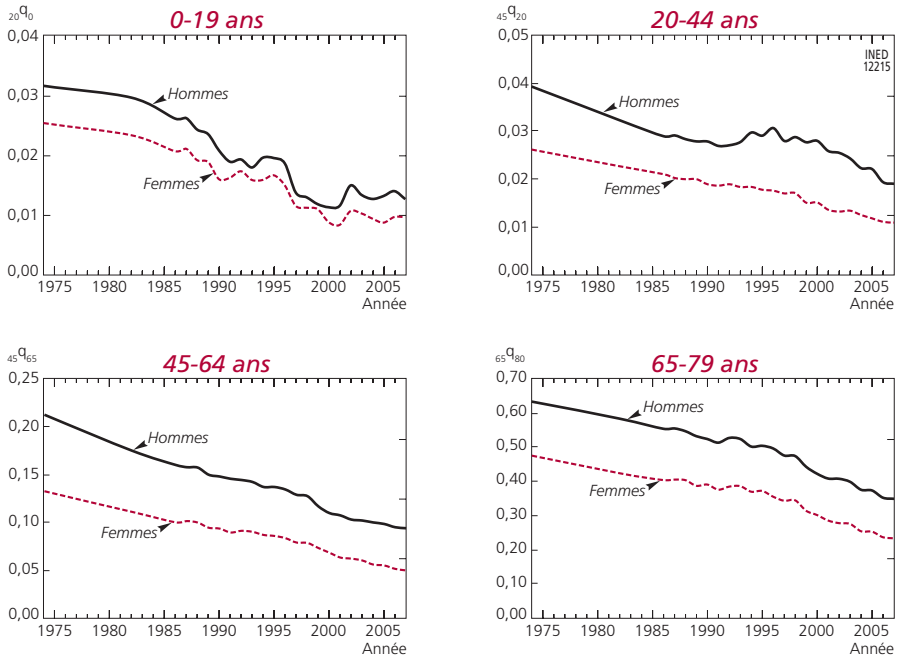 20q0
0-19 ans
0,04
0,03
0,02
0,01
0,00
Hommes
Femmes
1975 1980 1985 1990 1995 2000 2005
Année
45q20
20-44 ans
0,05
0,04
0,03
0,02
0,01
0,00
INED
12215
Hommes
Femmes
1975 1980 1985 1990 1995 2000 2005
Année
45q65
45-64 ans
0,25
0,20
0,15
0,10
0,05
0,00
Hommes
Femmes
1975 1980 1985 1990 1995 2000 2005
Année
65q80
65-79 ans
0,70
0,60
0,50
0,40
0,30
0,20
0,10
0,00
Hommes
Femmes
1975 1980 1985 1990 1995 2000 2005
Année